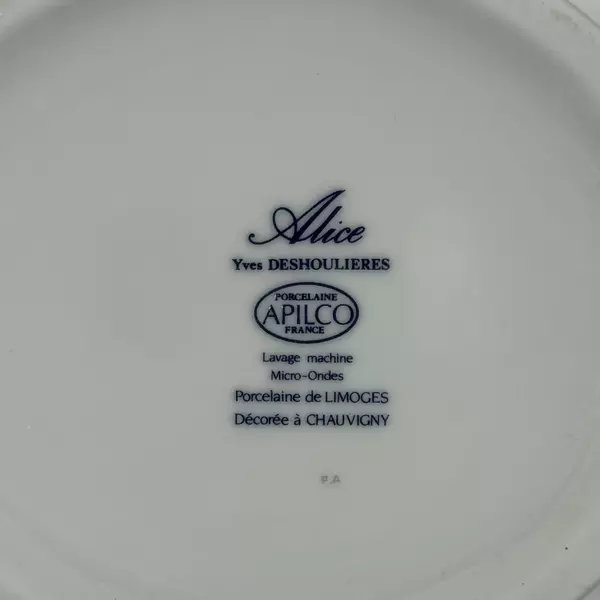 Alice
Yves DESHOULIERES
PORCELAINE
APILCO
FRANCE
Lavage machine
Micro-Ondes
Porcelaine de LIMOGES
Décorée à CHAUVIGNY